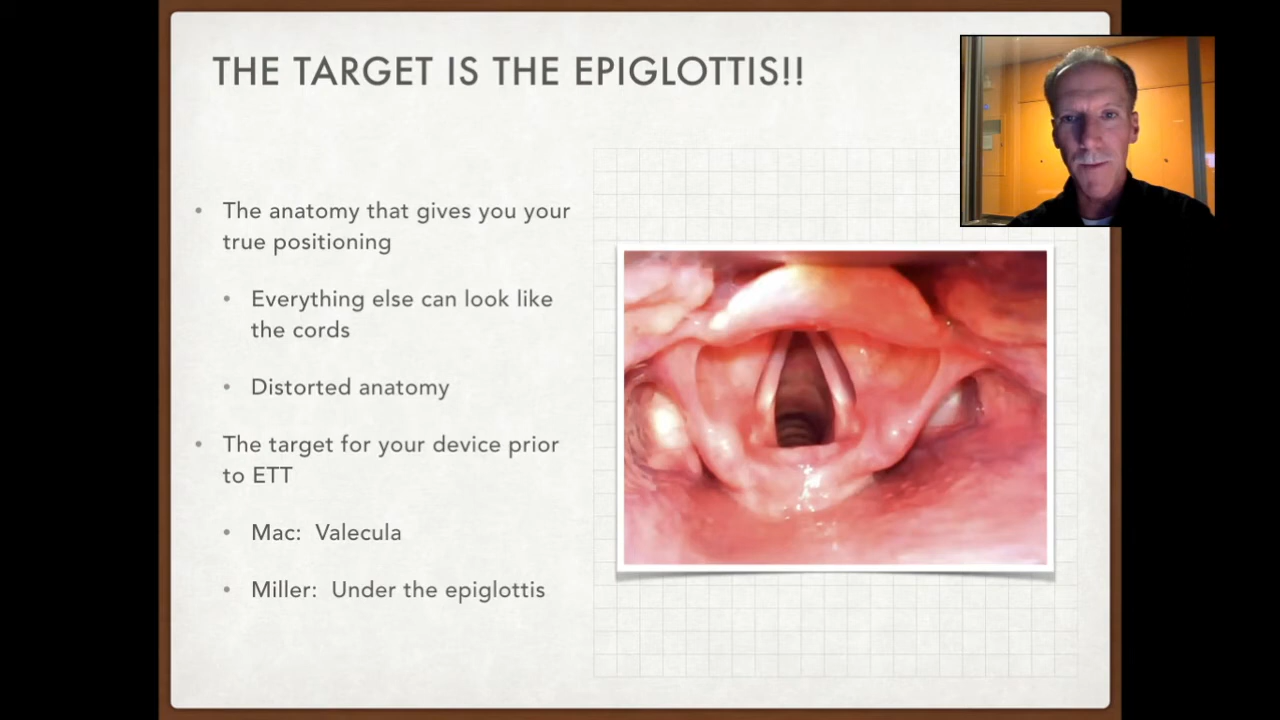 THE TARGET IS THE EPIGLOTTIS!!
• The anatomy that gives you your
true positioning
• Everything else can look like
the cords
• Distorted anatomy
• The target for your device prior
to ETT
• Mac: Valecula
• Miller: Under the epiglottis